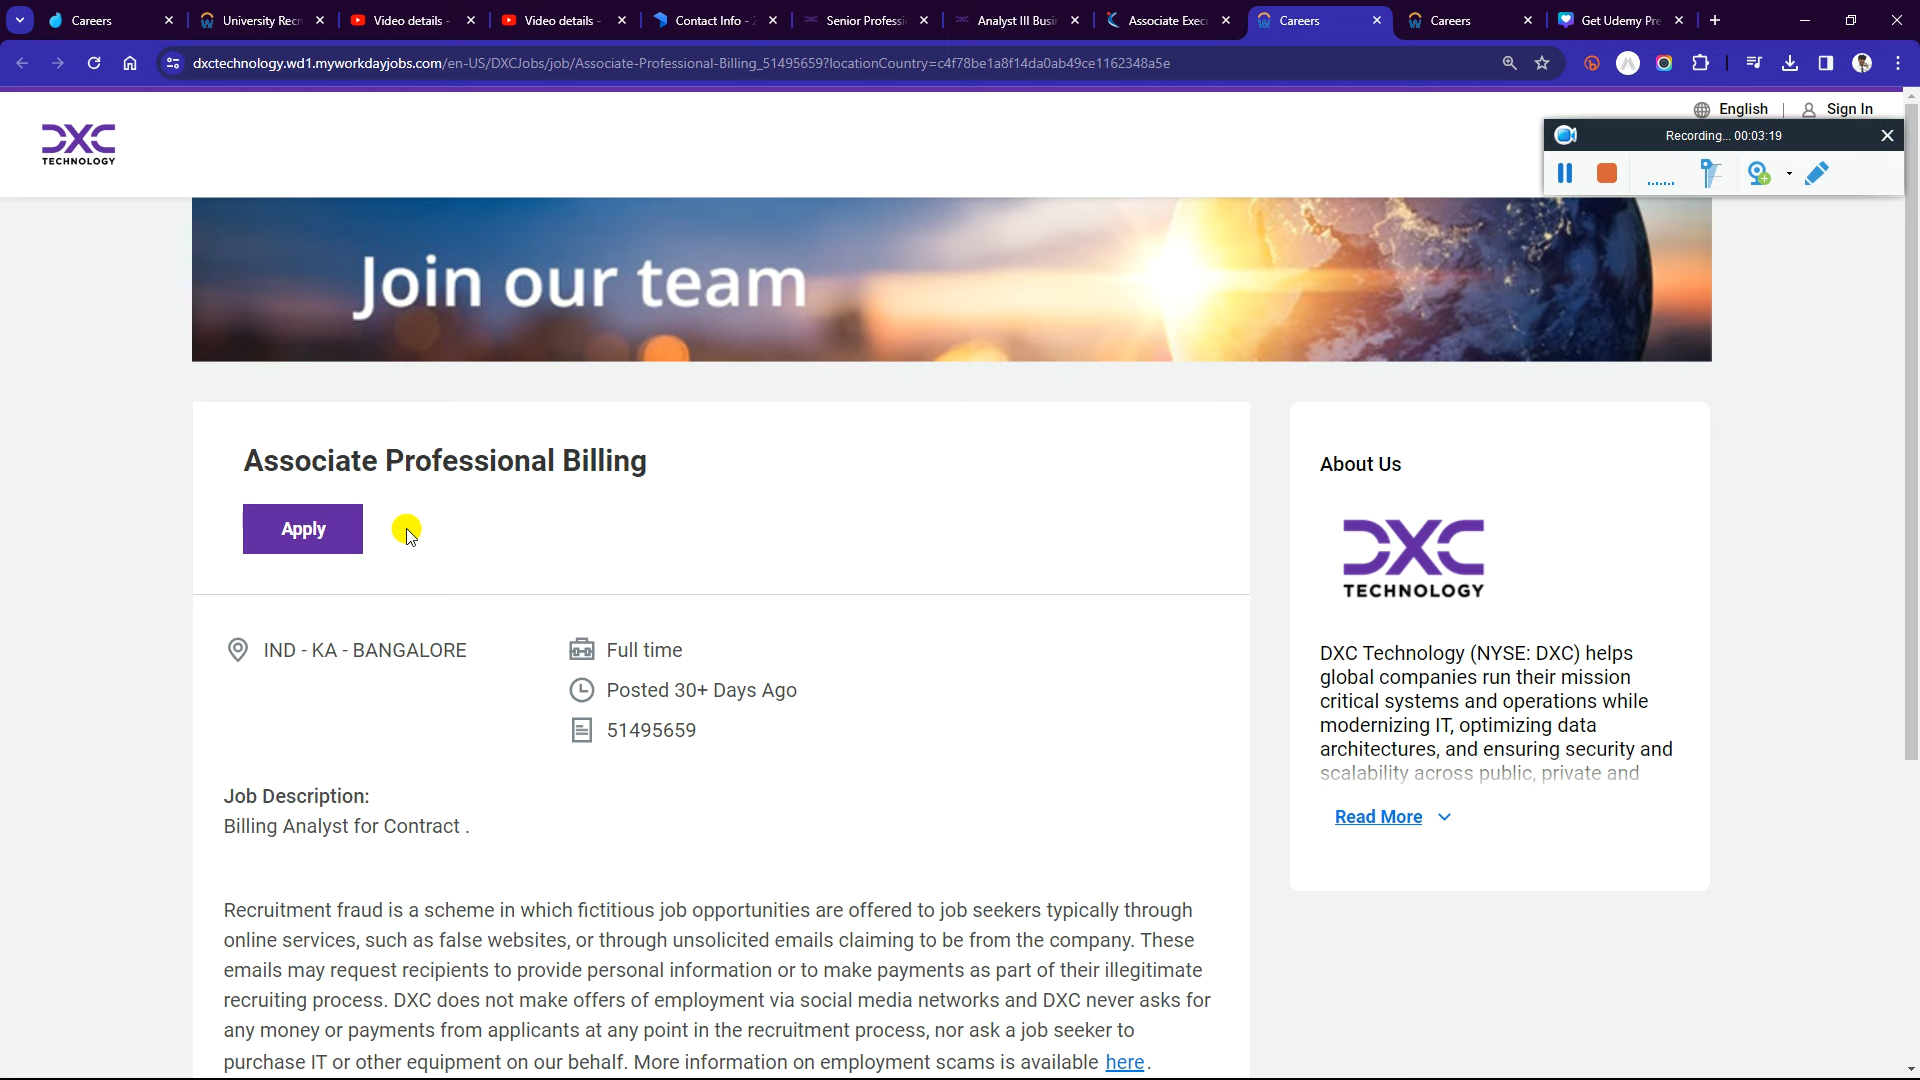 Careers
University Recr
Video details -
Video details -
Contact Info - Z
Senior Professi
Analyst III Busi
Associate Exec
Careers
Careers
Get Udemy Pre
dxctechnology.wd1.myworkdayjobs.com/en-US/DXCJobs/job/Associate-Professional-Billing_51495659?locationCountry=c4f78be1a8f14da0ab49ce1162348a5e
English
Sign In
DXC
TECHNOLOGY
Recording... 00:03:19
Join our team
Associate Professional Billing
Apply
About Us
DXC
TECHNOLOGY
IND - KA - BANGALORE
Full time
Posted 30+ Days Ago
51495659
DXC Technology (NYSE: DXC) helps
global companies run their mission
critical systems and operations while
modernizing IT, optimizing data
architectures, and ensuring security and
scalability across public, private and
Read More
Job Description:
Billing Analyst for Contract .
Recruitment fraud is a scheme in which fictitious job opportunities are offered to job seekers typically through
online services, such as false websites, or through unsolicited emails claiming to be from the company. These
emails may request recipients to provide personal information or to make payments as part of their illegitimate
recruiting process. DXC does not make offers of employment via social media networks and DXC never asks for
any money or payments from applicants at any point in the recruitment process, nor ask a job seeker to
purchase IT or other equipment on our behalf. More information on employment scams is available here.